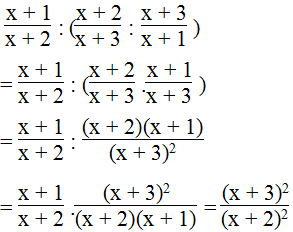 (x + 1)/(x + 2) : ((x + 2)/(x + 3) : (x + 3)/(x + 1))
= (x + 1)/(x + 2) : ((x + 2)/(x + 3) . (x + 1)/(x + 3))
= (x + 1)/(x + 2) : ((x + 2)(x + 1))/((x + 3)²)
= (x + 1)/(x + 2) . ((x + 3)²)/((x + 2)(x + 1)) = ((x + 3)²)/((x + 2)²)